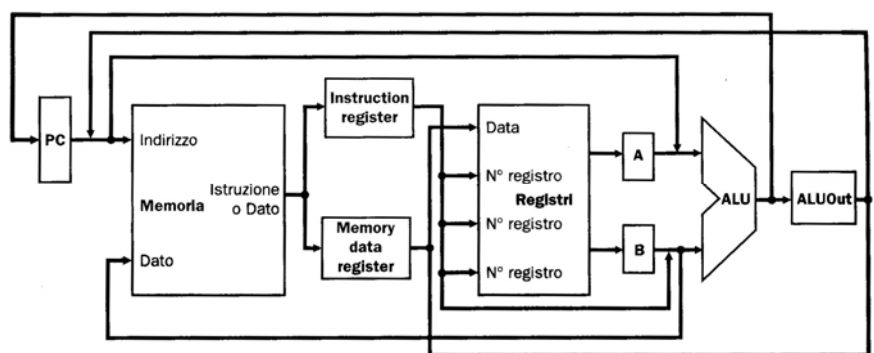 PC
Indirizzo
Memoria
Istruzione
o Dato
Dato
Instruction
register
Memory
data
register
Data
N° registro
Registri
N° registro
N° registro
A
B
ALU
ALUOut